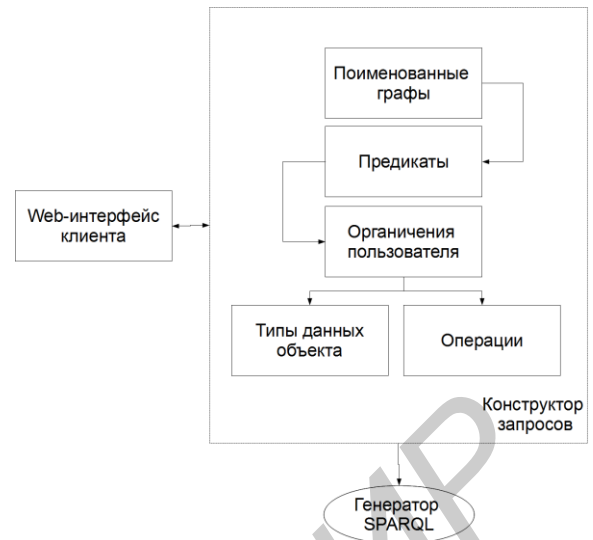 Поименованные
графы
Предикаты
Web-интерфейс
клиента
Органичения
пользователя
Типы данных
объекта
Операции
Конструктор
запросов
Генератор
SPARQL